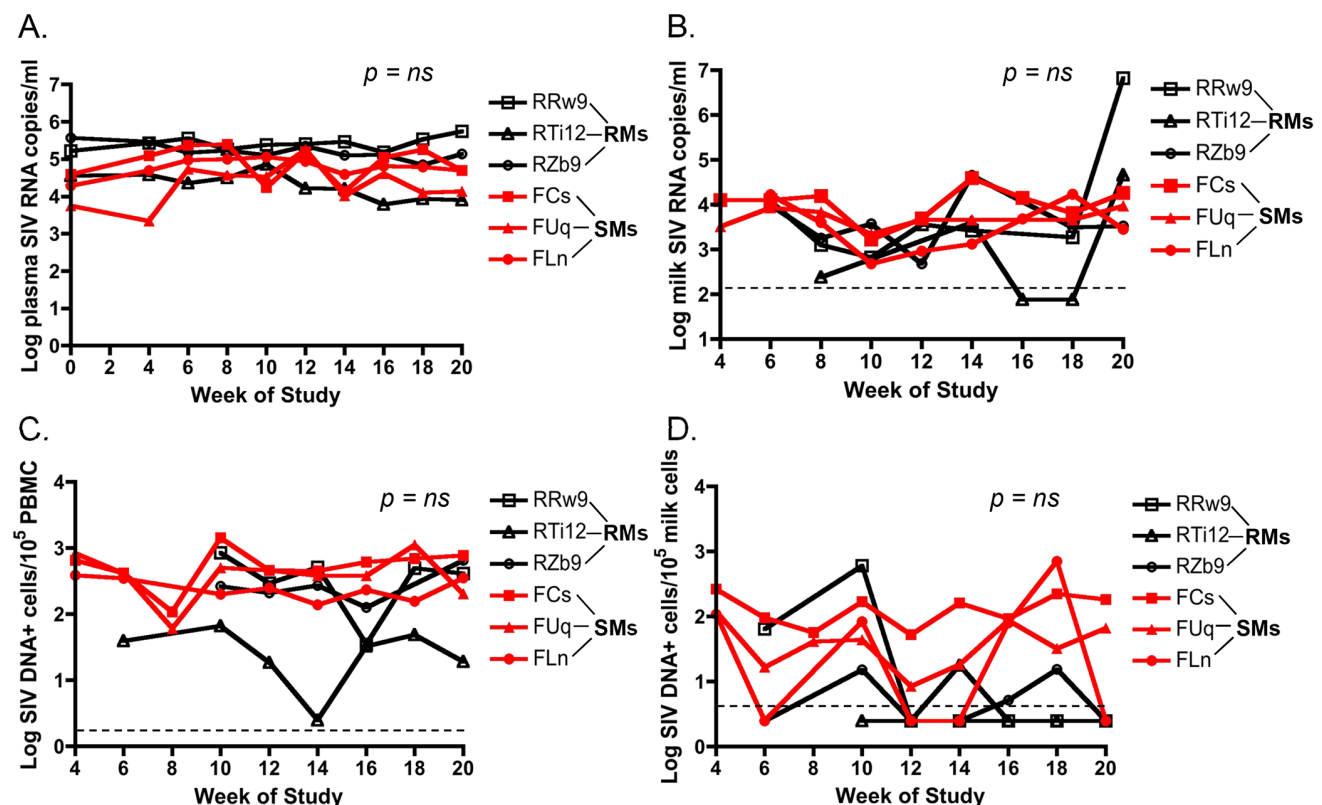 A.
p = ns
Log plasma SIV RNA copies/ml
7
6
5
4
3
2
1
0
0 2 4 6 8 10 12 14 16 18 20
Week of Study
RRw9
RTi12 RMs
RZb9
FCs
FUq SMs
FLn
B.
p = ns
Log milk SIV RNA copies/ml
7
6
5
4
3
2
1
4 6 8 10 12 14 16 18 20
Week of Study
RRw9
RTi12 RMs
RZb9
FCs
FUq SMs
FLn
C.
p = ns
Log SIV DNA+ cells/10⁵ PBMC
4
3
2
1
0
4 6 8 10 12 14 16 18 20
Week of Study
RRw9
RTi12 RMs
RZb9
FCs
FUq SMs
FLn
D.
p = ns
Log SIV DNA+ cells/10⁵ milk cells
4
3
2
1
0
4 6 8 10 12 14 16 18 20
Week of Study
RRw9
RTi12 RMs
RZb9
FCs
FUq SMs
FLn